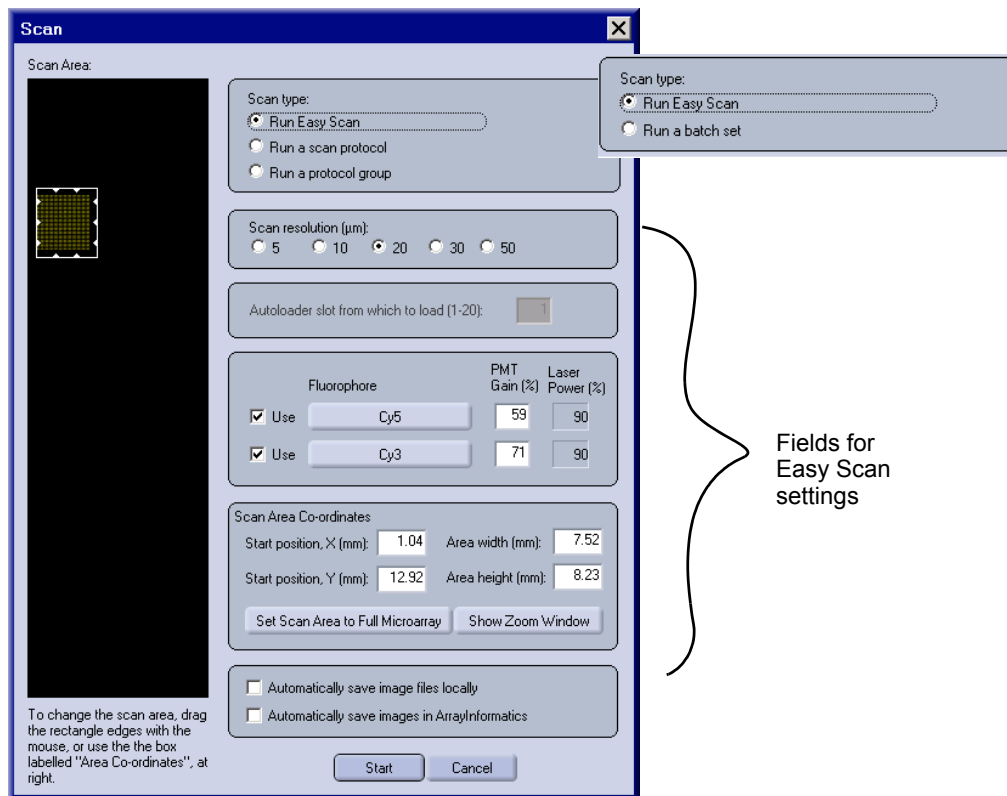 Scan
Scan Area:
Scan type:
Run Easy Scan
Run a scan protocol
Run a protocol group
Scan type:
Run Easy Scan
Run a batch set
Scan resolution (µm):
5 10 20 30 50
Autoloader slot from which to load (1-20): 1
PMT Laser
Fluorophore Gain (%) Power (%)
Use Cy5 59 90
Use Cy3 71 90
Scan Area Co-ordinates
Start position, X (mm): 1.04 Area width (mm): 7.52
Start position, Y (mm): 12.92 Area height (mm): 8.23
Set Scan Area to Full Microarray Show Zoom Window
Automatically save image files locally
Automatically save images in ArrayInformatics
To change the scan area, drag
the rectangle edges with the
mouse, or use the the box
labelled "Area Co-ordinates", at
right.
Start Cancel
Fields for
Easy Scan
settings